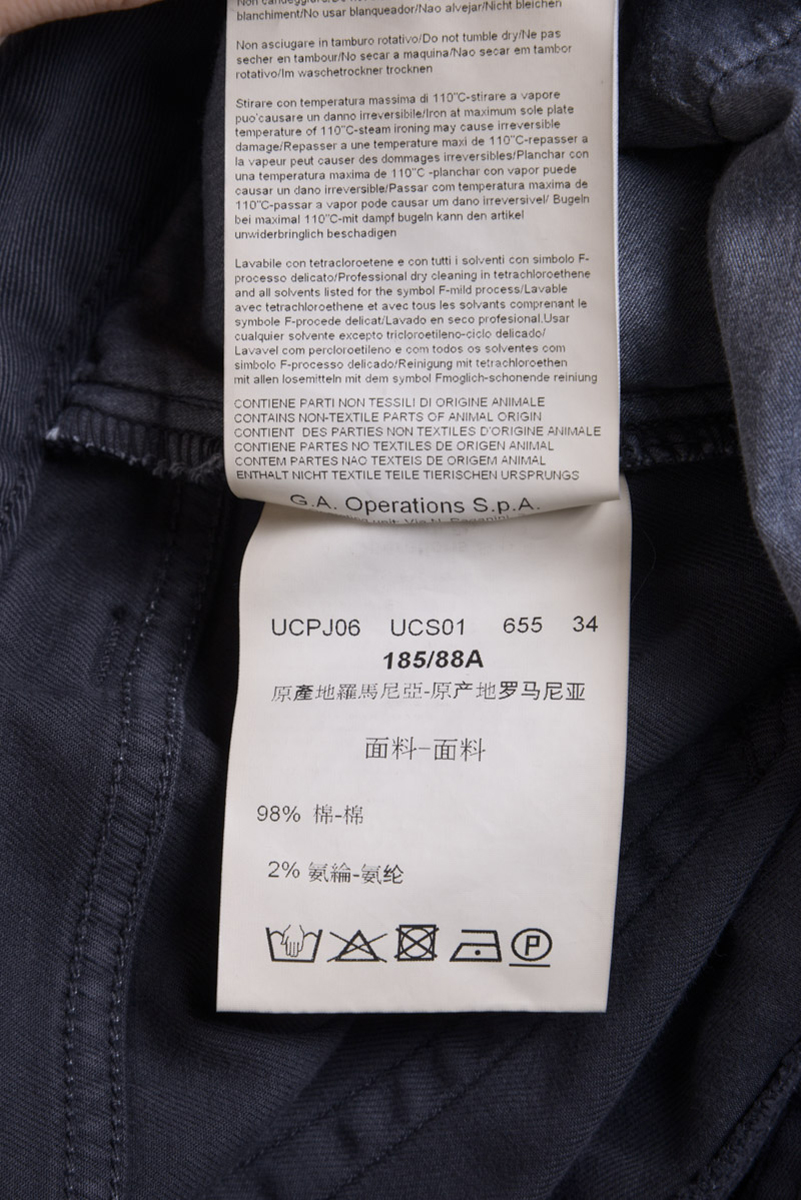 blanchiment/No usar blanqueador/Nao alvejar/Nicht bleichen
Non asciugare in tamburo rotativo/Do not tumble dry/Ne pas
secher en tambour/No secar a maquina/Nao secar em tambor
rotativo/Im waschetrockner trocknen
Stirare con temperatura massima di 110"C-stirare a vapore
puo'causare un danno irreversibile/Iron at maximum sole plate
temperature of 110"C-steam ironing may cause irreversible
damage/Repasser a une temperature maxi de 110"C-repasser a
la vapeur peut causer des dommages irreversibles/Planchar con
una temperatura maxima de 110"C -planchar con vapor puede
causar un dano irreversible/Passar com temperatura maxima de
110"C-passar a vapor pode causar um dano irreversivel/ Bugeln
bei maximal 110"C-mit dampf bugeln kann den artikel
unwiderbringlich beschadigen
Lavabile con tetracloroetene e con tutti i solventi con simbolo F-
processo delicato/Professional dry cleaning in tetrachloroethene
and all solvents listed for the symbol F-mild process/Lavable
avec tetrachloroethene et avec tous les solvants comprenant le
symbole F-procede delicat/Lavado en seco profesional.Usar
cualquier solvente excepto tricloroetileno-ciclo delicado/
Lavavel com percloroetileno e com todos os solventes com
simbolo F-processo delicado/Reinigung mit tetrachloroethen
mit allen losemitteln mit dem symbol Fmoglich-schonende reiniung
CONTIENE PARTI NON TESSILI DI ORIGINE ANIMALE
CONTAINS NON-TEXTILE PARTS OF ANIMAL ORIGIN
CONTIENT DES PARTIES NON TEXTILES D'ORIGINE ANIMALE
CONTIENE PARTES NO TEXTILES DE ORIGEN ANIMAL
CONTEM PARTES NAO TEXTEIS DE ORIGEM ANIMAL
ENTHALT NICHT TEXTILE TEILE TIERISCHEN URSPRUNGS
G.A. Operations S.p.A.
UCPJ06 UCS01 655 34
185/88A
原產地羅馬尼亞-原产地罗马尼亚
面料-面料
98% 棉-棉
2% 氨綸-氨纶
P